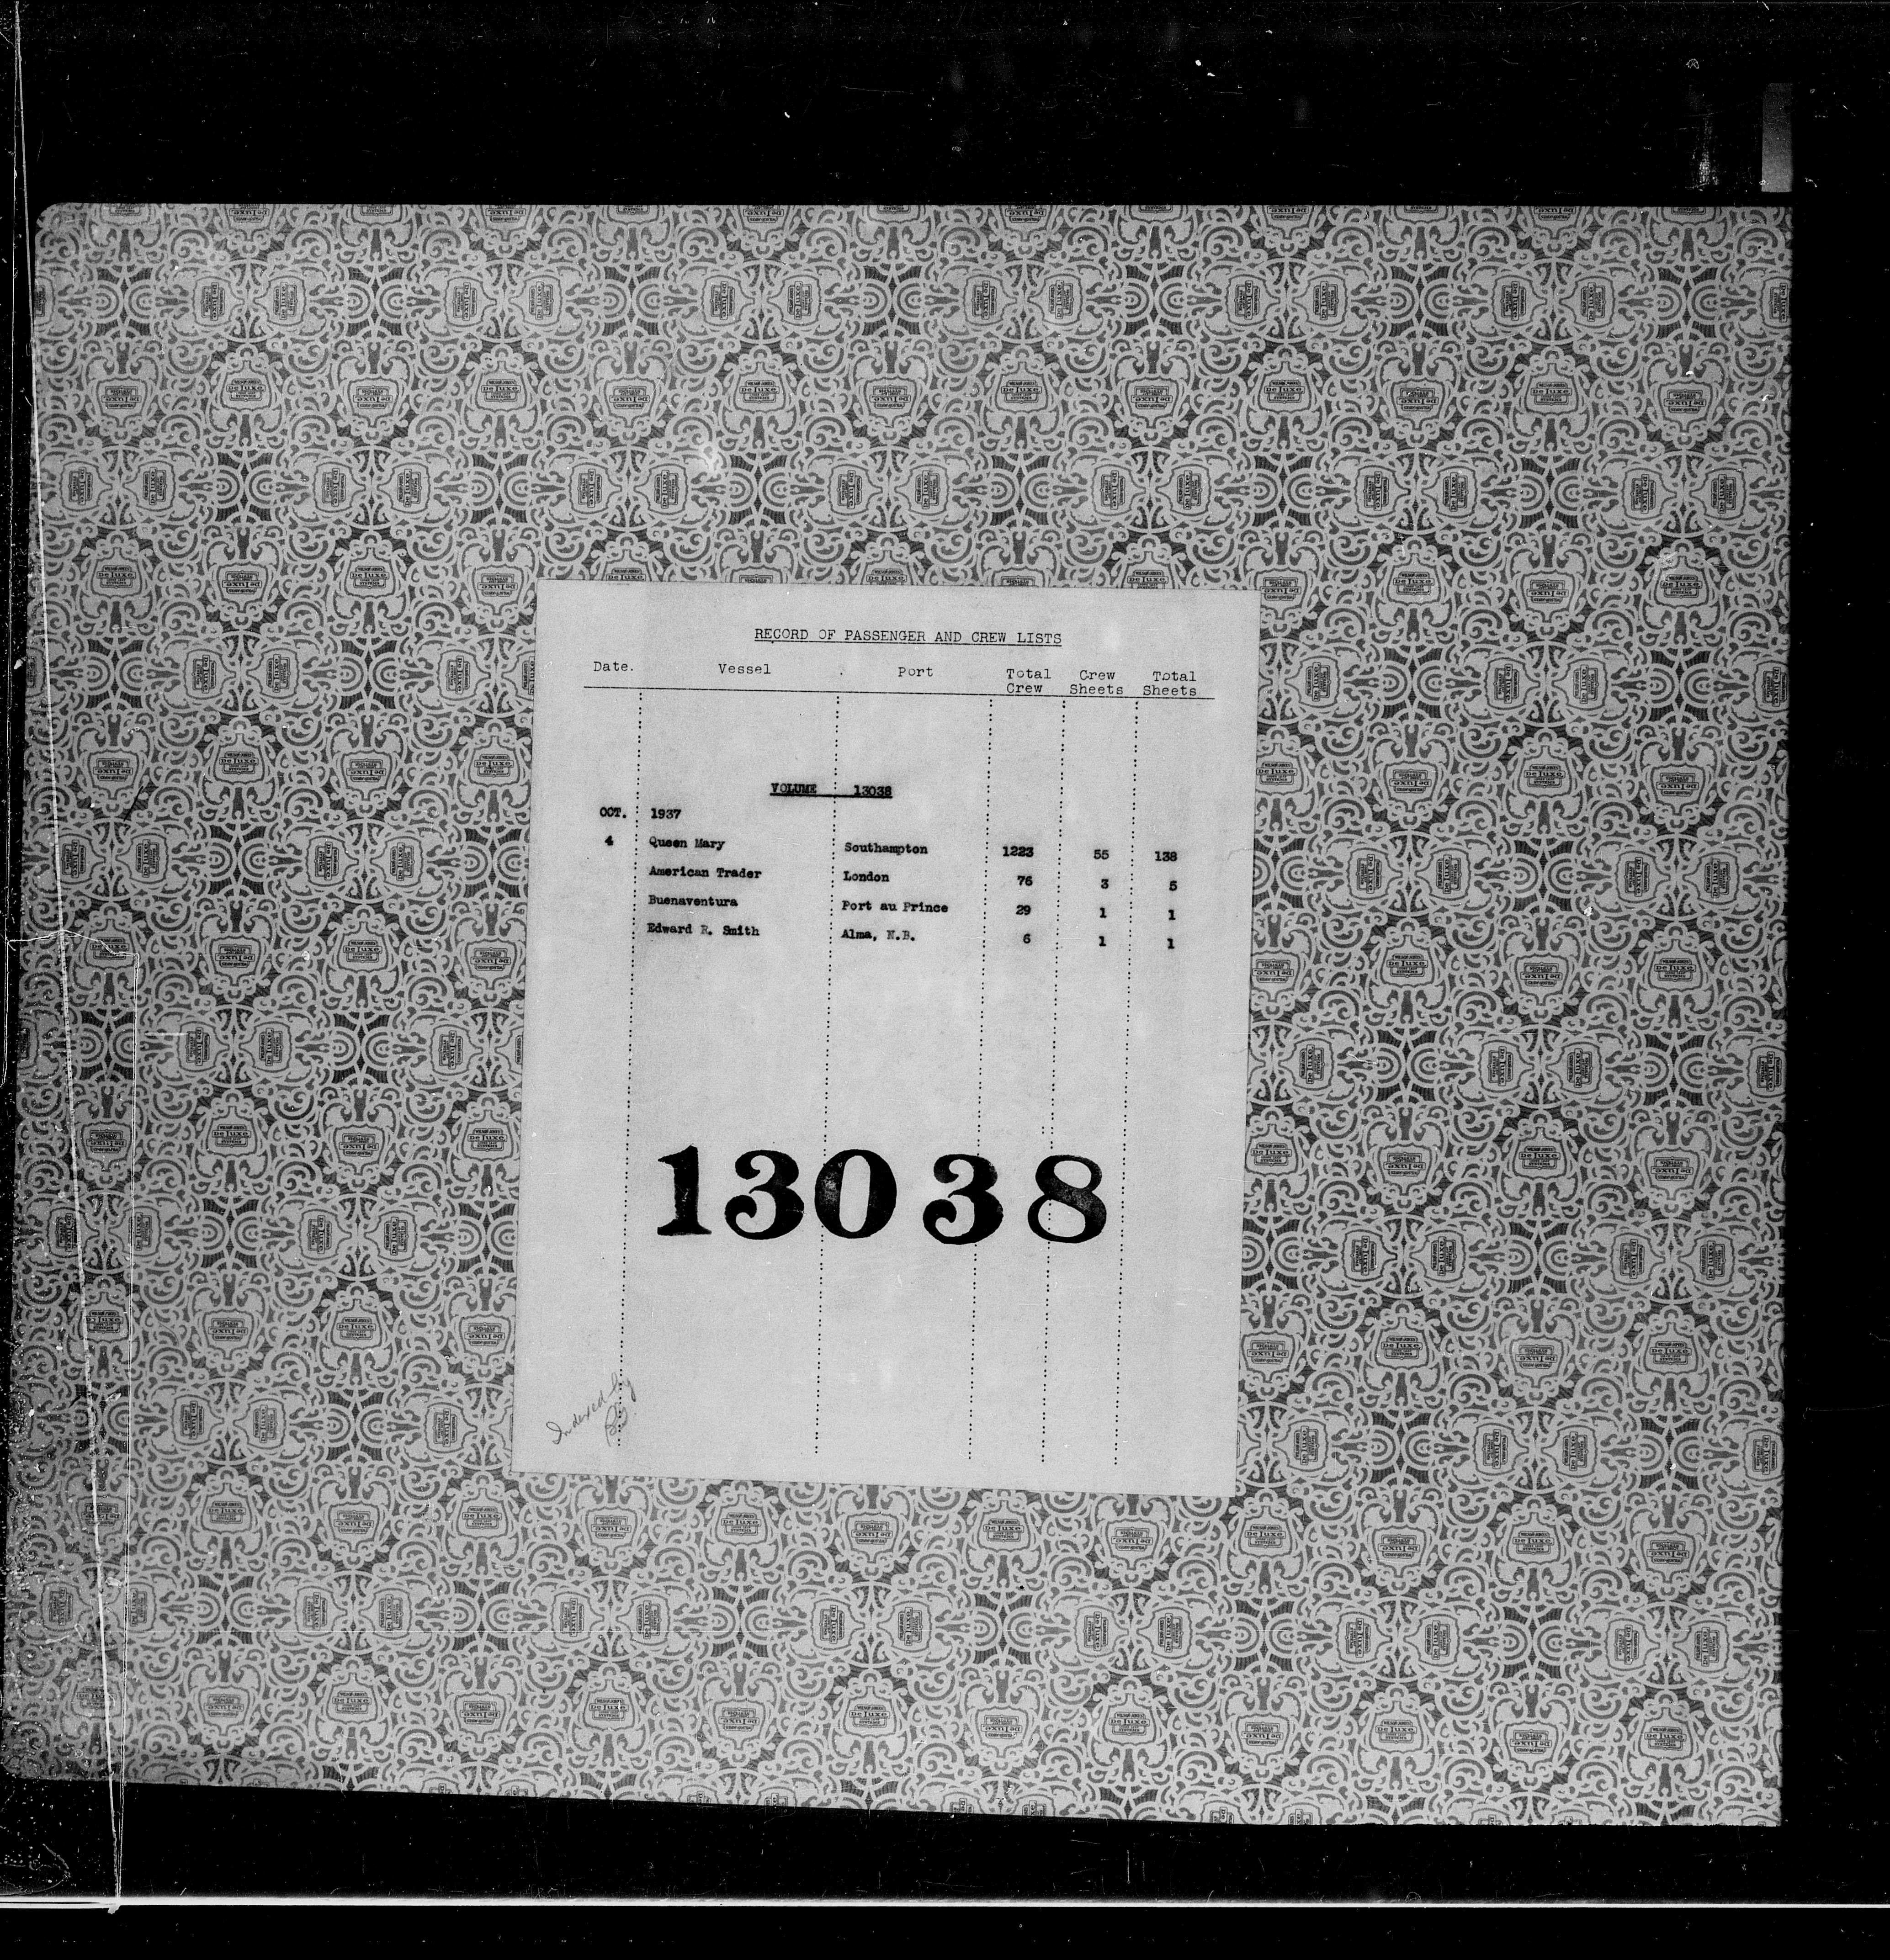 RECORD OF PASSENGER AND CREW LISTS
Date. Vessel Port Total Crew Crew Sheets Total Sheets
VOLUME 13038
OCT. 1937
4 Queen Mary Southampton 1223 55 138
American Trader London 76 3 5
Buenaventura Port au Prince 29 1 1
Edward R. Smith Alma, N.B. 6 1 1
13038
Indexed by